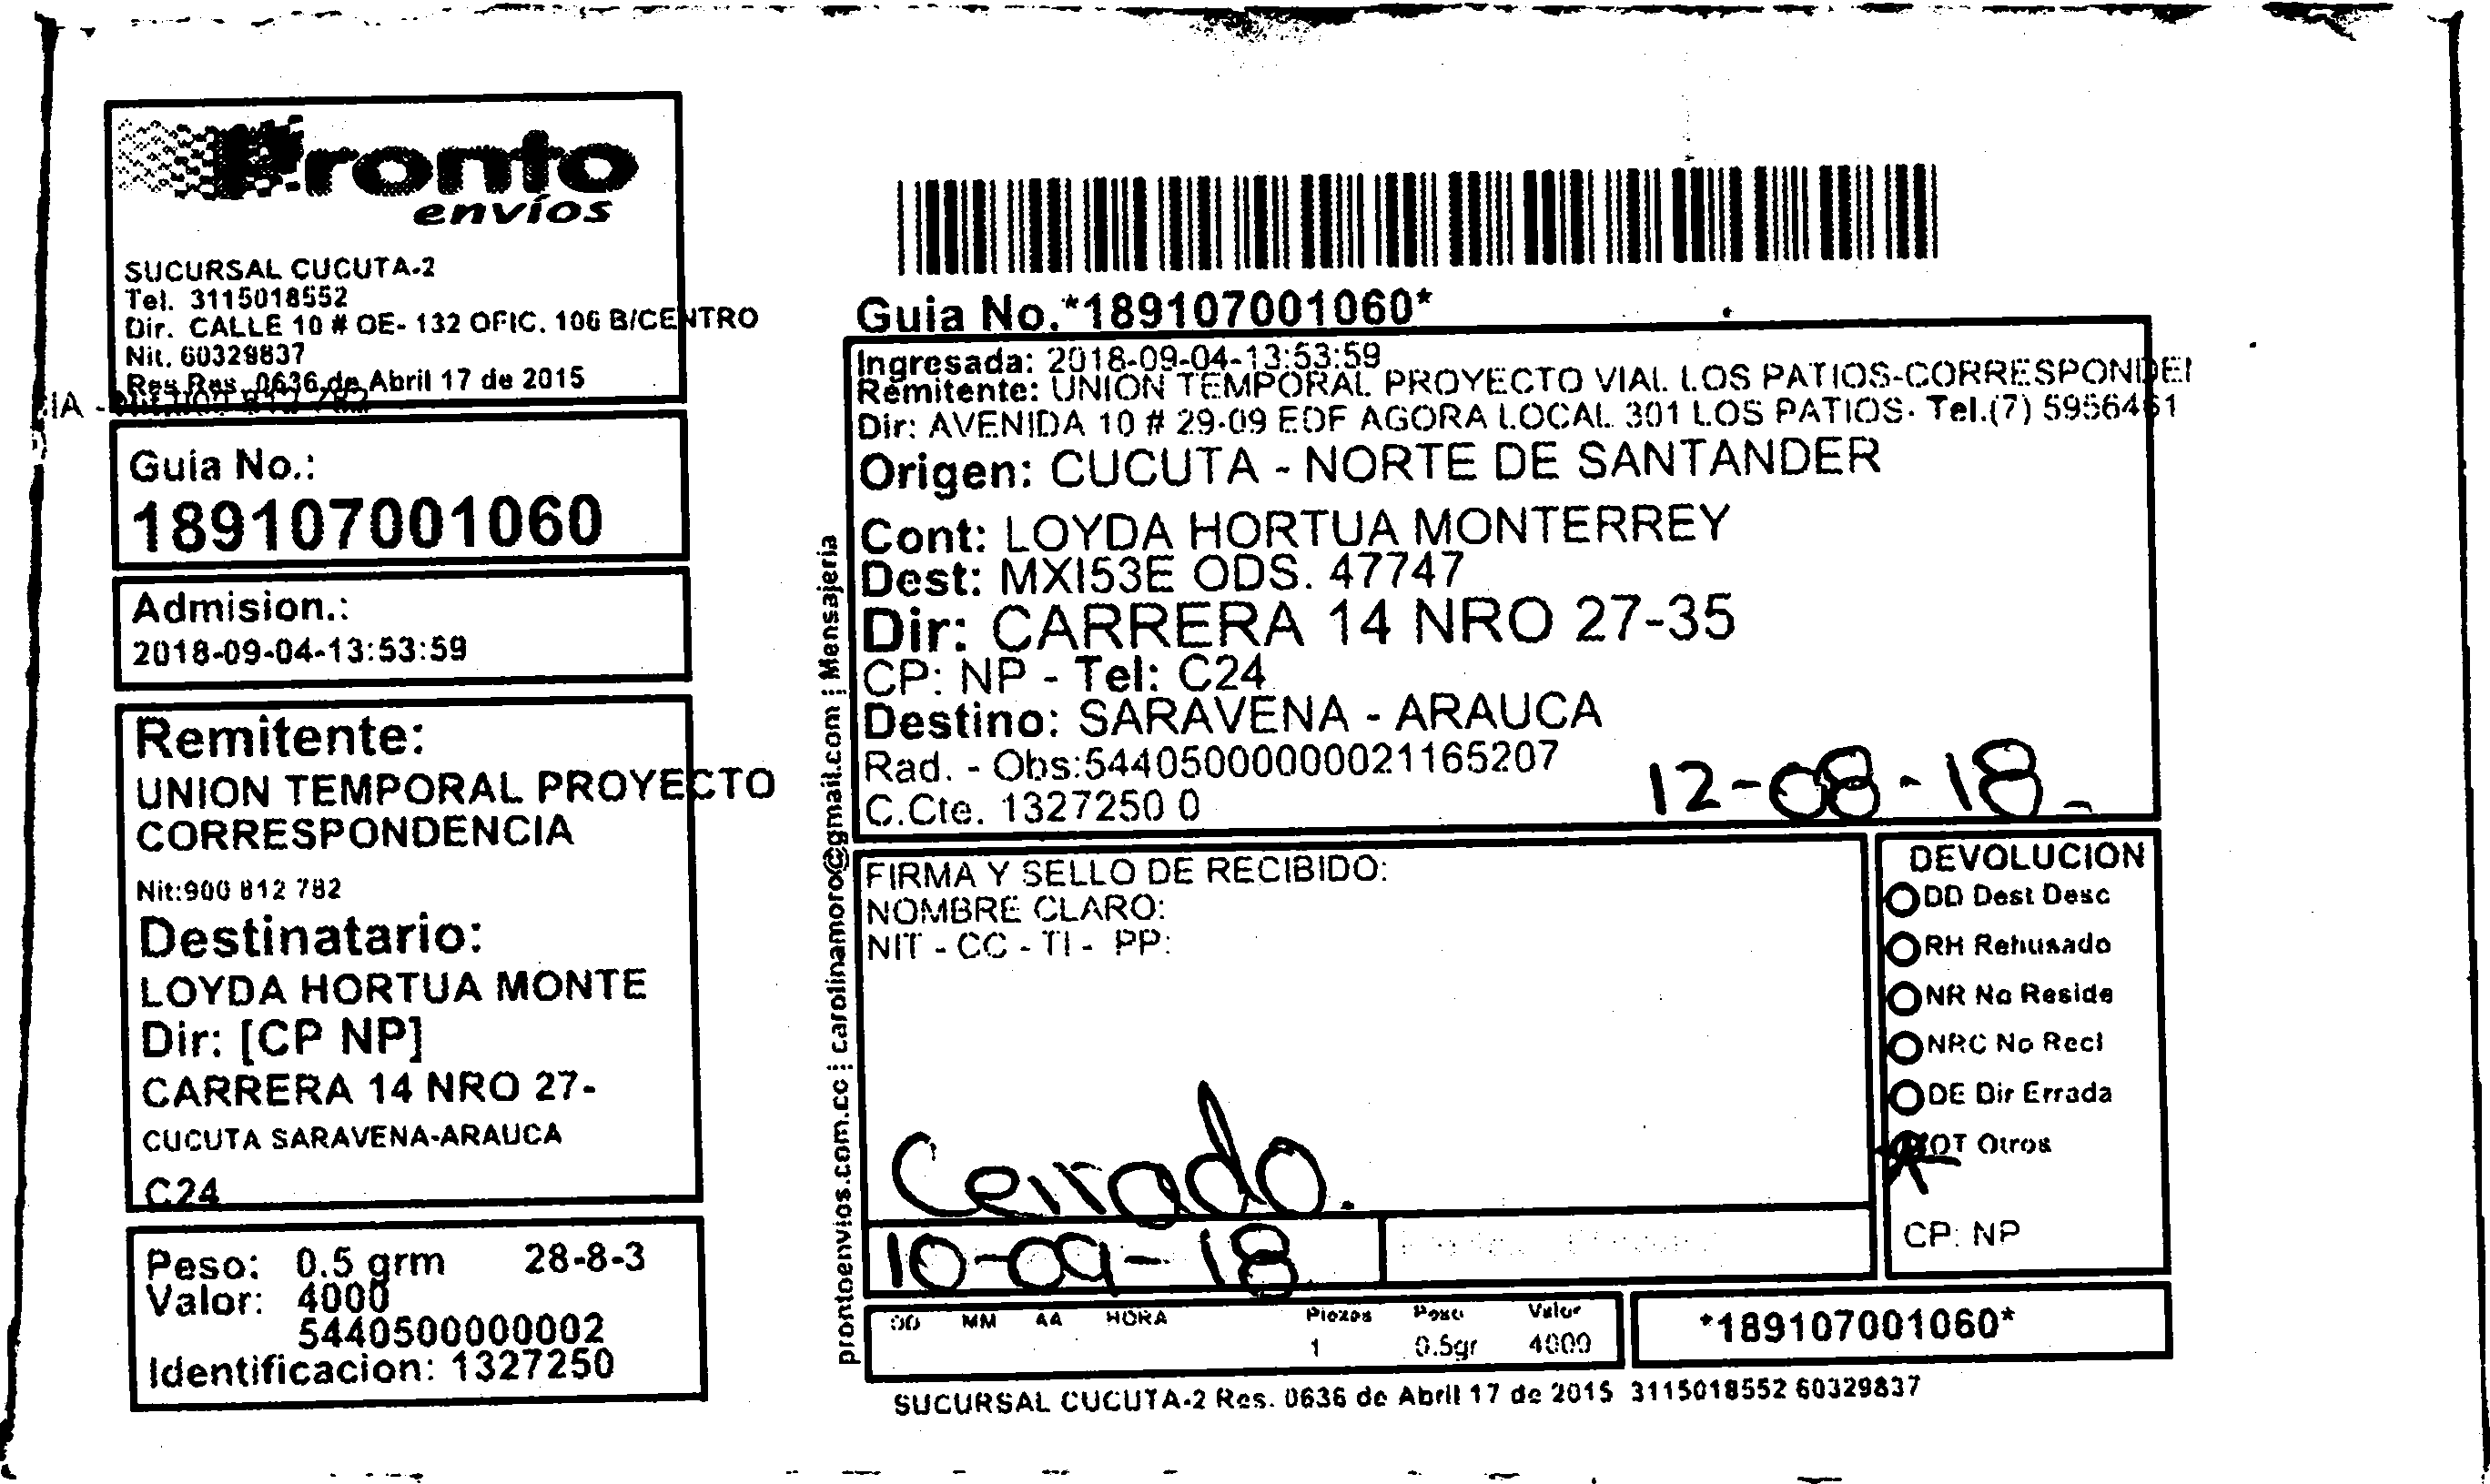 Pronto
envíos
SUCURSAL CUCUTA-2
Tel. 3115018552
Dir. CALLE 10 # OE- 132 OFIC. 106 B/CENTRO
Nit. 60329837
Res Res. 0636 de Abril 17 de 2015
Guia No.:
189107001060
Admision.:
2018-09-04-13:53:59
Remitente:
UNION TEMPORAL PROYECTO
CORRESPONDENCIA
Nit:900 812 782
Destinatario:
LOYDA HORTUA MONTE
Dir: [CP NP]
CARRERA 14 NRO 27-
CUCUTA SARAVENA-ARAUCA
C24
Peso: 0.5 grm 28-8-3
Valor: 4000
5440500000002
Identificacion: 1327250
prontoenvios.com.co ¦ carolinamoro@gmail.com ¦ Mensajeria
Guia No.*189107001060*
Ingresada: 2018-09-04-13:53:59
Remitente: UNION TEMPORAL PROYECTO VIAL LOS PATIOS-CORRESPONDEN
Dir: AVENIDA 10 # 29-09 EDF AGORA LOCAL 301 LOS PATIOS- Tel.(7) 5956461
Origen: CUCUTA - NORTE DE SANTANDER
Cont: LOYDA HORTUA MONTERREY
Dest: MXI53E ODS. 47747
Dir: CARRERA 14 NRO 27-35
CP: NP - Tel: C24
Destino: SARAVENA - ARAUCA
Rad. - Obs:544050000000021165207
C.Cte. 1327250 0
12-08-18-
FIRMA Y SELLO DE RECIBIDO:
NOMBRE CLARO:
NIT - CC - TI - PP:
Cerrado.
10-09-18
DEVOLUCION
DD Dest Desc
RH Rehusado
NR No Reside
NRC No Recl
DE Dir Errada
OT Otros
CP: NP
DD MM AA HORA Piezas Peso Valor
1 0.5gr 4000
*189107001060*
SUCURSAL CUCUTA-2 Res. 0636 de Abril 17 de 2015 3115018552 60329837